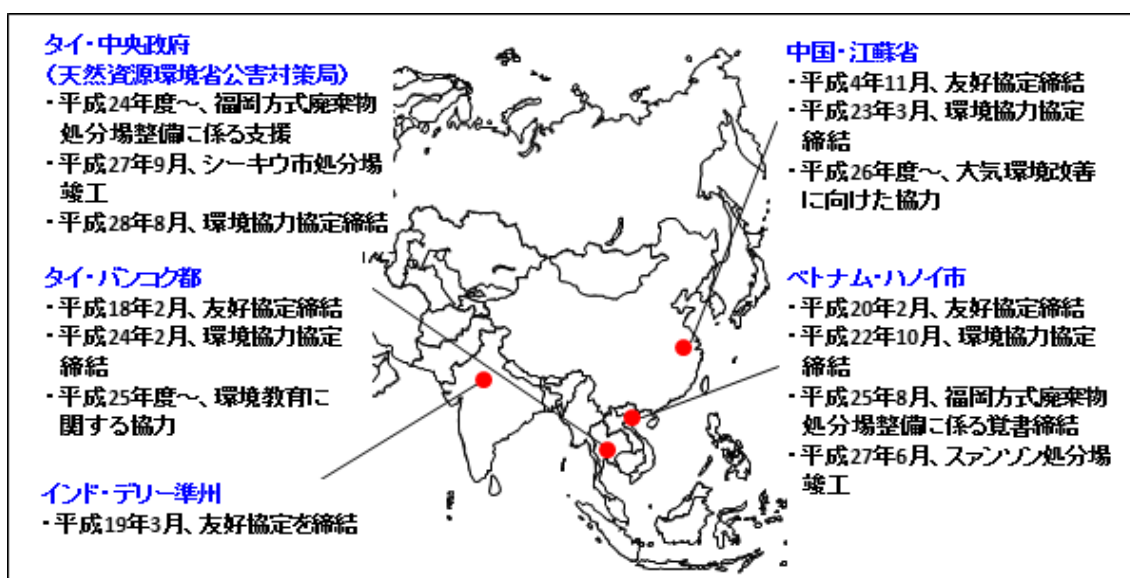 タイ・中央政府
(天然資源環境省公害対策局)
・平成24年度～、福岡方式廃棄物
処分場整備に係る支援
・平成27年9月、シーキウ市処分場
竣工
・平成28年8月、環境協力協定締結
タイ・バンコク都
・平成18年2月、友好協定締結
・平成24年2月、環境協力協定
締結
・平成25年度～、環境教育に
関する協力
インド・デリー準州
・平成19年3月、友好協定を締結
中国・江蘇省
・平成4年11月、友好協定締結
・平成23年3月、環境協力協定
締結
・平成26年度～、大気環境改善
に向けた協力
ベトナム・ハノイ市
・平成20年2月、友好協定締結
・平成22年10月、環境協力協定
締結
・平成25年8月、福岡方式廃棄物
処分場整備に係る覚書締結
・平成27年6月、スァンソン処分場
竣工